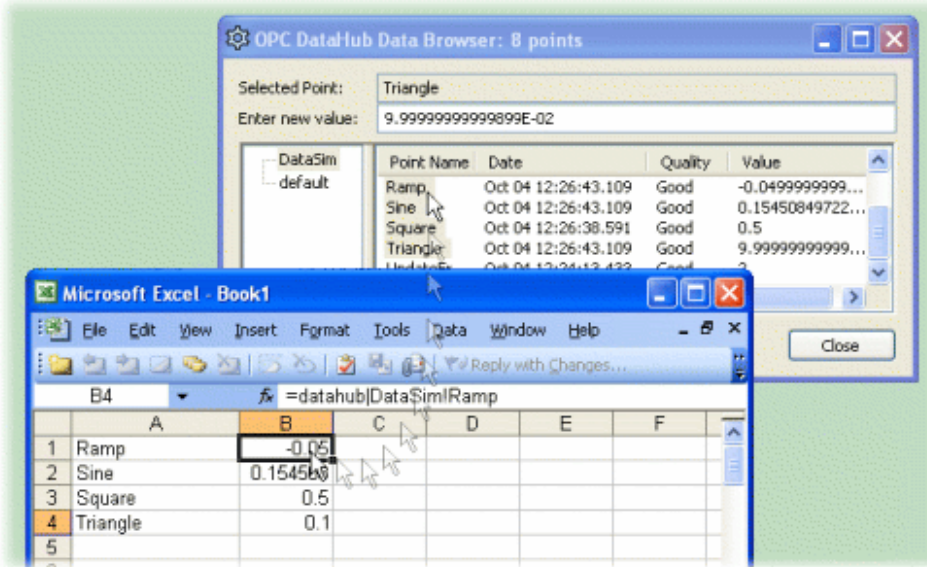 OPC DataHub Data Browser: 8 points
Selected Point: Triangle
Enter new value: 9.99999999999899E-02
DataSim
default
Point Name Date Quality Value
Ramp Oct 04 12:26:43.109 Good -0.0499999999...
Sine Oct 04 12:26:43.109 Good 0.15450849722...
Square Oct 04 12:26:38.591 Good 0.5
Triangle Oct 04 12:26:43.109 Good 9.99999999999...
Close
Microsoft Excel - Book1
File Edit View Insert Format Tools Data Window Help
Reply with Changes...
B4 fx =datahub|DataSim!Ramp
A B C D E F
1 Ramp -0.05
2 Sine
3 Square 0.5
4 Triangle 0.1
5